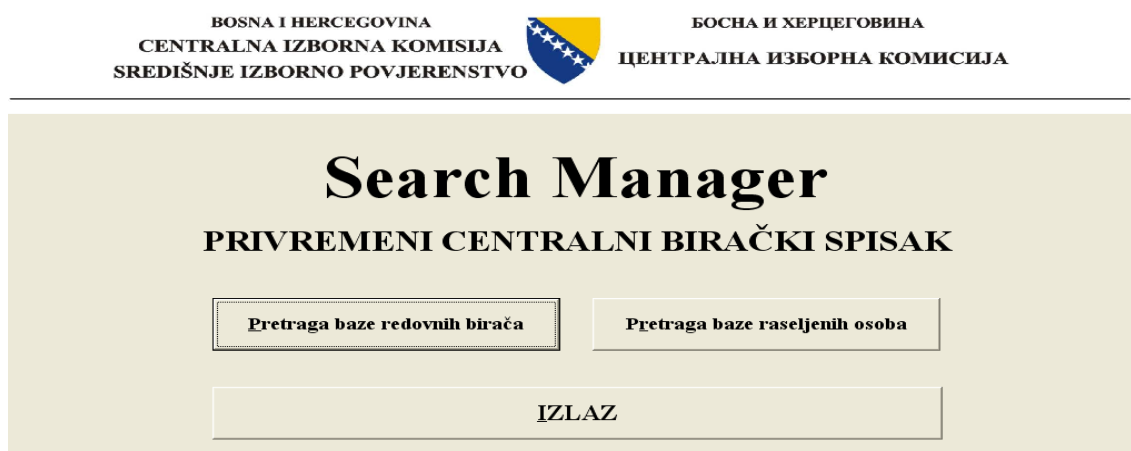 BOSNA I HERCEGOVINA
CENTRALNA IZBORNA KOMISIJA
SREDIŠNJE IZBORNO POVJERENSTVO
БОСНА И ХЕРЦЕГОВИНА
ЦЕНТРАЛНА ИЗБОРНА КОМИСИЈА
Search Manager
PRIVREMENI CENTRALNI BIRAČKI SPISAK
Pretraga baze redovnih birača
Pretraga baze raseljenih osoba
IZLAZ